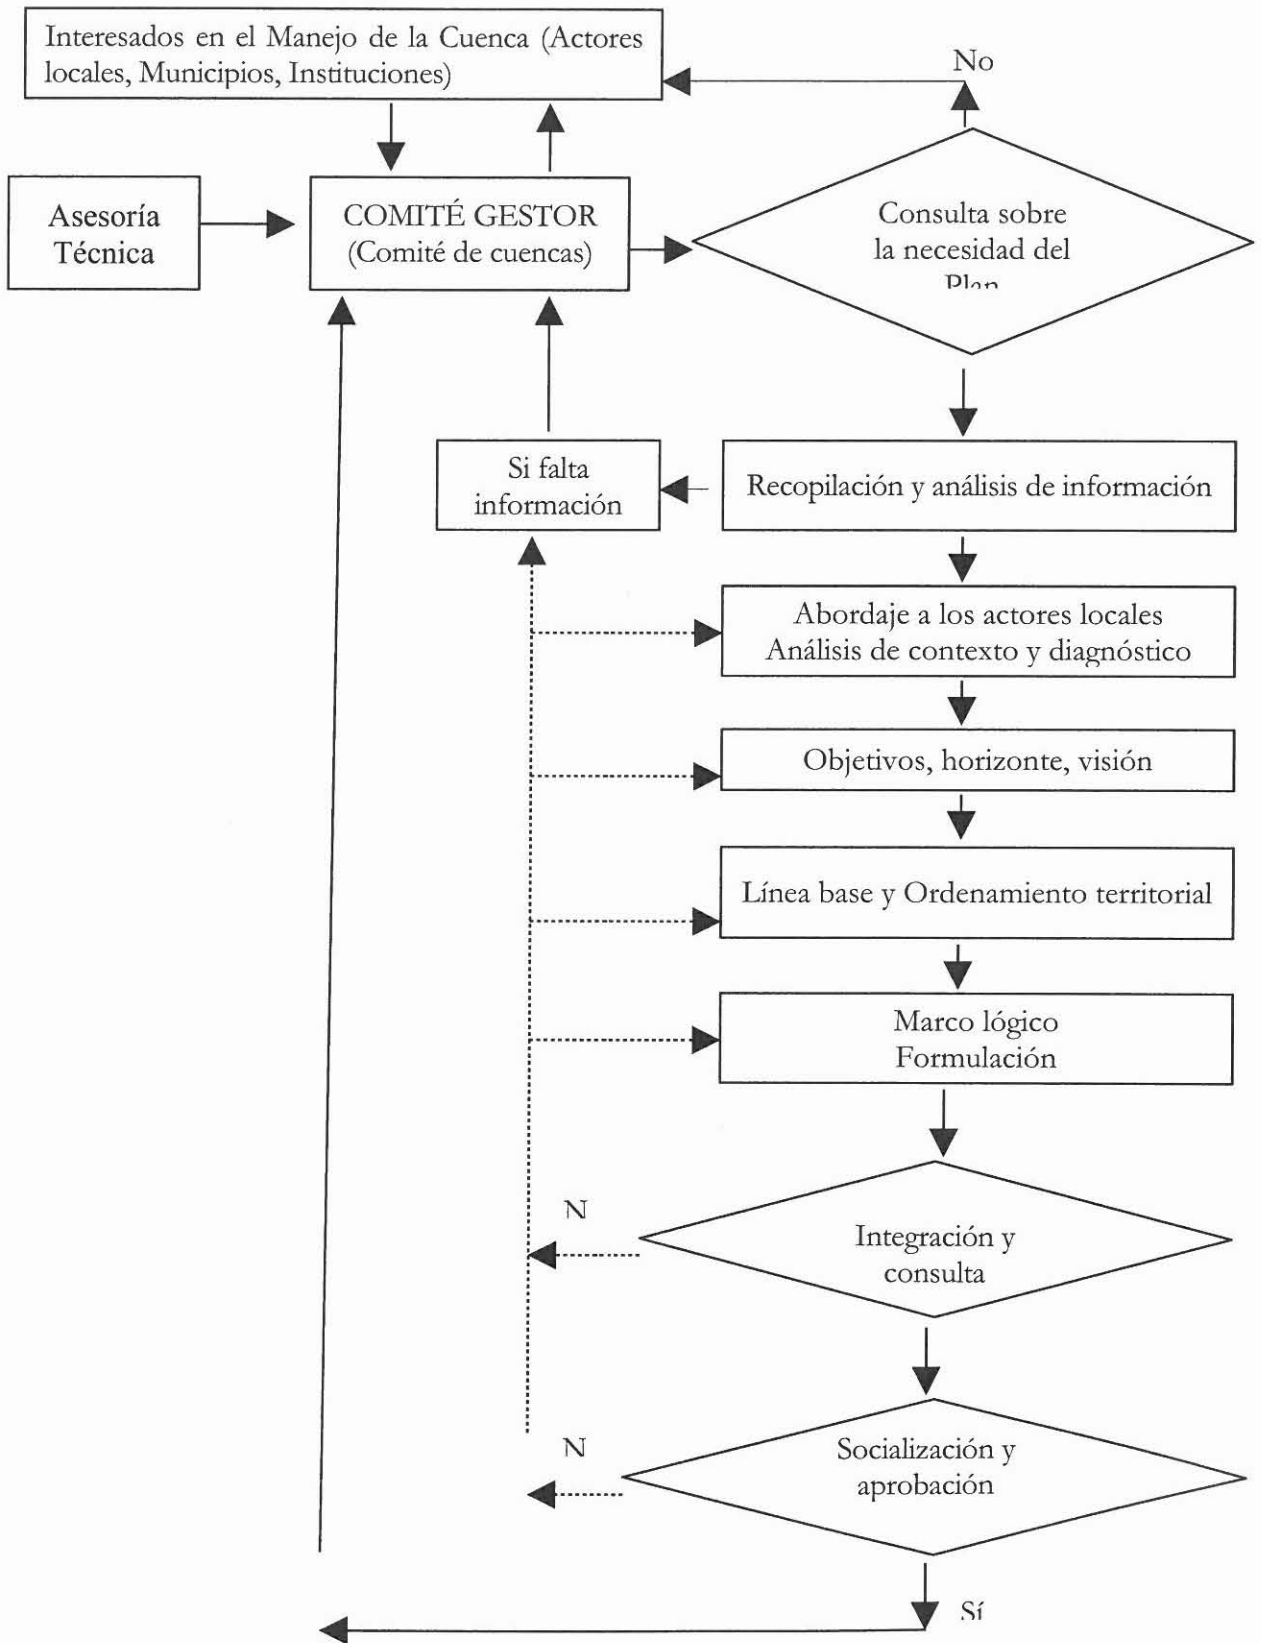 Interesados en el Manejo de la Cuenca (Actores
locales, Municipios, Instituciones)
No
Asesoría
Técnica
COMITÉ GESTOR
(Comité de cuencas)
Consulta sobre
la necesidad del
Plan
Si falta
información
Recopilación y análisis de información
Abordaje a los actores locales
Análisis de contexto y diagnóstico
Objetivos, horizonte, visión
Línea base y Ordenamiento territorial
Marco lógico
Formulación
N
Integración y
consulta
N
Socialización y
aprobación
Sí